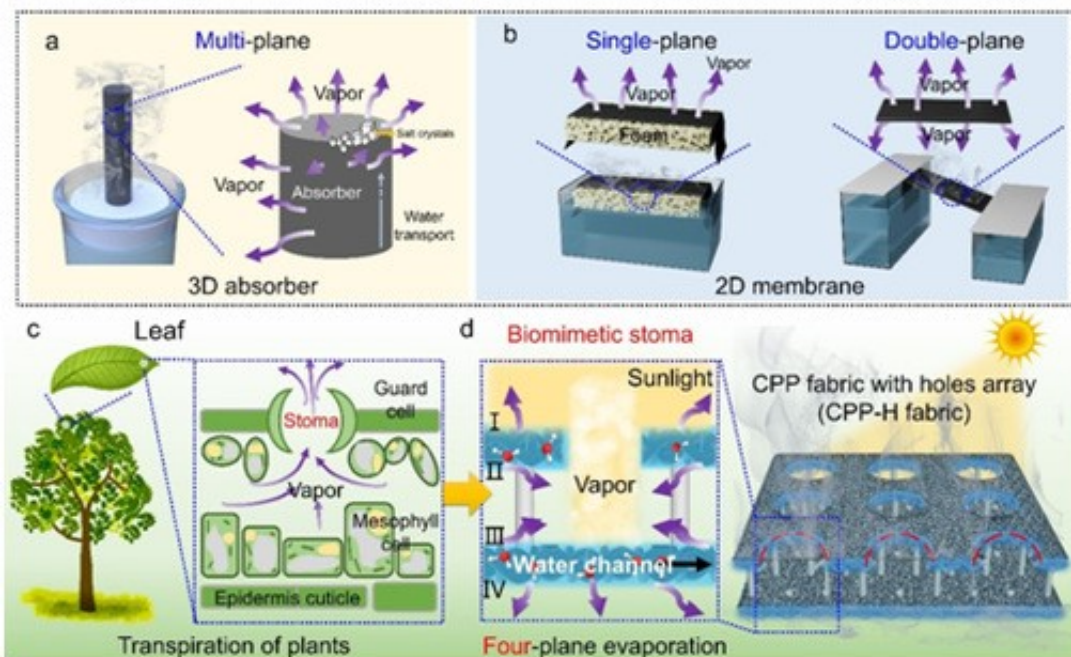 a
Multi-plane
Vapor
Salt crystals
Vapor
Absorber
Water
transport
3D absorber
b
Single-plane
Double-plane
Vapor
Vapor
Foam
Vapor
Vapor
2D membrane
c
Leaf
Guard
cell
Stoma
Vapor
Mesophyll
cell
Epidermis cuticle
Transpiration of plants
d
Biomimetic stoma
Sunlight
I
II
Vapor
III
Water channel
IV
Four-plane evaporation
CPP fabric with holes array
(CPP-H fabric)